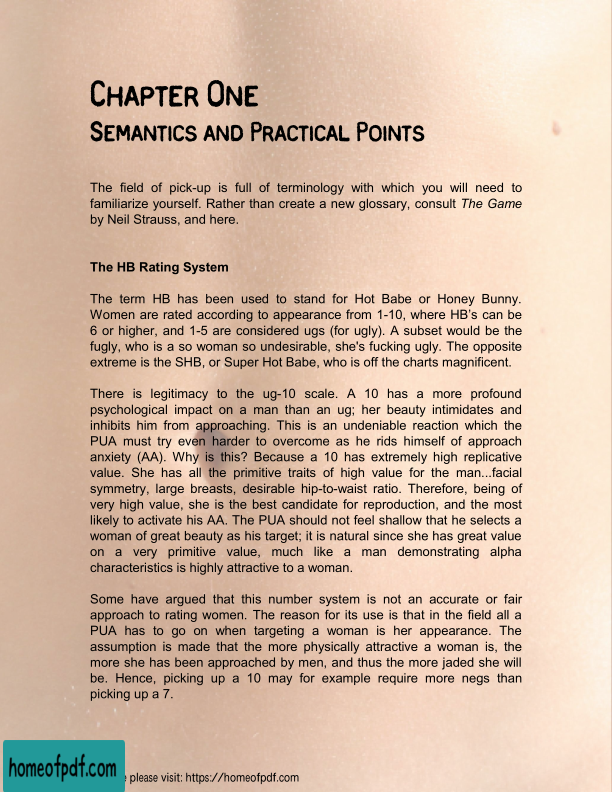 Chapter One
Semantics and Practical Points
The field of pick-up is full of terminology with which you will need to
familiarize yourself. Rather than create a new glossary, consult The Game
by Neil Strauss, and here.
The HB Rating System
The term HB has been used to stand for Hot Babe or Honey Bunny.
Women are rated according to appearance from 1-10, where HB's can be
6 or higher, and 1-5 are considered ugs (for ugly). A subset would be the
fugly, who is a so woman so undesirable, she's fucking ugly. The opposite
extreme is the SHB, or Super Hot Babe, who is off the charts magnificent.
There is legitimacy to the ug-10 scale. A 10 has a more profound
psychological impact on a man than an ug; her beauty intimidates and
inhibits him from approaching. This is an undeniable reaction which the
PUA must try even harder to overcome as he rids himself of approach
anxiety (AA). Why is this? Because a 10 has extremely high replicative
value. She has all the primitive traits of high value for the man...facial
symmetry, large breasts, desirable hip-to-waist ratio. Therefore, being of
very high value, she is the best candidate for reproduction, and the most
likely to activate his AA. The PUA should not feel shallow that he selects a
woman of great beauty as his target; it is natural since she has great value
on a very primitive value, much like a man demonstrating alpha
characteristics is highly attractive to a woman.
Some have argued that this number system is not an accurate or fair
approach to rating women. The reason for its use is that in the field all a
PUA has to go on when targeting a woman is her appearance. The
assumption is made that the more physically attractive a woman is, the
more she has been approached by men, and thus the more jaded she will
be. Hence, picking up a 10 may for example require more negs than
picking up a 7.
homeofpdf.com
please visit: https://homeofpdf.com